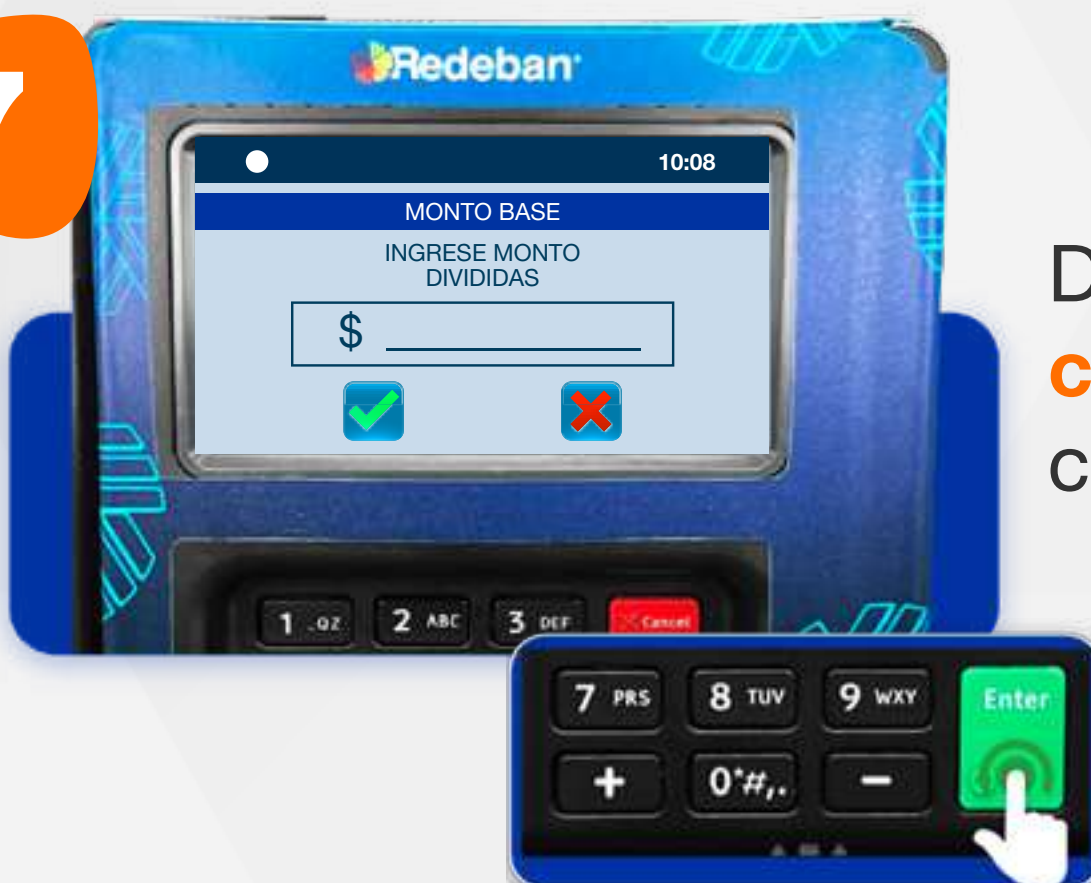 7
Redeban
10:08
MONTO BASE
INGRESE MONTO
DIVIDIDAS
$
1 .QZ 2 ABC 3 DEF Cancel
7 PRS 8 TUV 9 WXY Enter
+ 0*#,. -